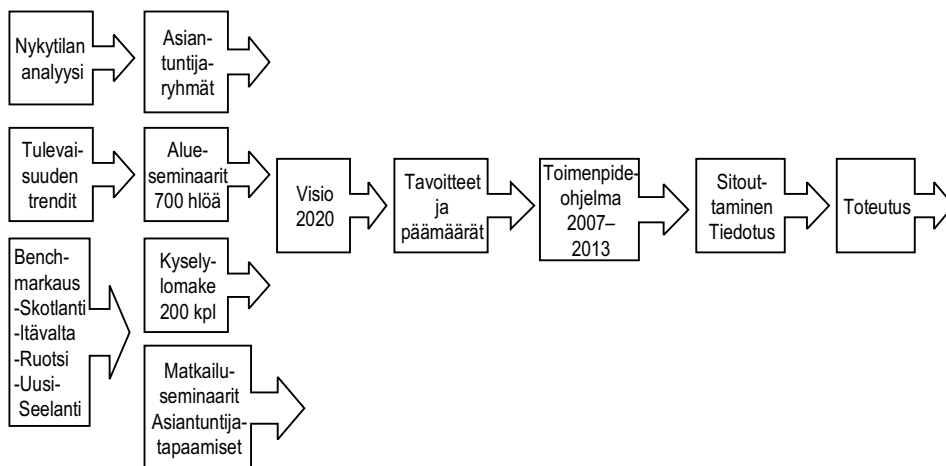 Nykytilan
analyysi
Asian-
tuntija-
ryhmät
Tulevai-
suuden
trendit
Alue-
seminaarit
700 hlöä
Bench-
markaus
-Skotlanti
-Itävalta
-Ruotsi
-Uusi-
Seelanti
Kysely-
lomake
200 kpl
Matkailu-
seminaarit
Asiantuntija-
tapaamiset
Visio
2020
Tavoitteet
ja
päämäärät
Toimenpide-
ohjelma
2007–
2013
Sitout-
taminen
Tiedotus
Toteutus